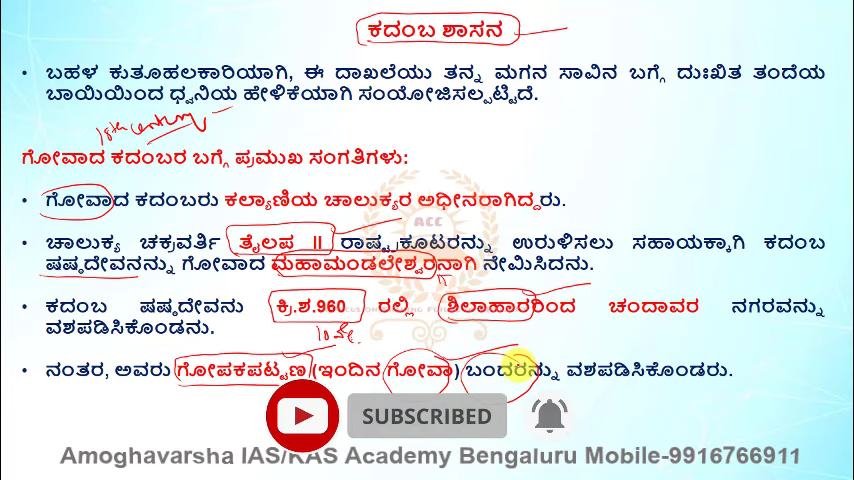 ಕದಂಬ ಶಾಸನ
• ಬಹಳ ಕುತೂಹಲಕಾರಿಯಾಗಿ, ಈ ದಾಖಲೆಯು ತನ್ನ ಮಗನ ಸಾವಿನ ಬಗ್ಗೆ ದುಃಖಿತ ತಂದೆಯ
ಬಾಯಿಯಿಂದ ಧ್ವನಿಯ ಹೇಳಿಕೆಯಾಗಿ ಸಂಯೋಜಿಸಲ್ಪಟ್ಟಿದೆ.
ಗೋವಾದ ಕದಂಬರ ಬಗ್ಗೆ ಪ್ರಮುಖ ಸಂಗತಿಗಳು:
• ಗೋವಾದ ಕದಂಬರು ಕಲ್ಯಾಣಿಯ ಚಾಲುಕ್ಯರ ಅಧೀನರಾಗಿದ್ದರು.
• ಚಾಲುಕ್ಯ ಚಕ್ರವರ್ತಿ ತೈಲಪ II ರಾಷ್ಟ್ರಕೂಟರನ್ನು ಉರುಳಿಸಲು ಸಹಾಯಕ್ಕಾಗಿ ಕದಂಬ
ಷಷ್ಠದೇವನನ್ನು ಗೋವಾದ ಮಹಾಮಂಡಲೇಶ್ವರನಾಗಿ ನೇಮಿಸಿದನು.
• ಕದಂಬ ಷಷ್ಠದೇವನು ಕ್ರಿ.ಶ.960 ರಲ್ಲಿ ಶಿಲಾಹಾರರಿಂದ ಚಂದಾವರ ನಗರವನ್ನು
ವಶಪಡಿಸಿಕೊಂಡನು.
• ನಂತರ, ಅವರು ಗೋಪಕಪಟ್ಟಣ (ಇಂದಿನ ಗೋವಾ) ಬಂದರನ್ನು ವಶಪಡಿಸಿಕೊಂಡರು.
ACC
SUBSCRIBED
Amoghavarsha IAS/KAS Academy Bengaluru Mobile-9916766911